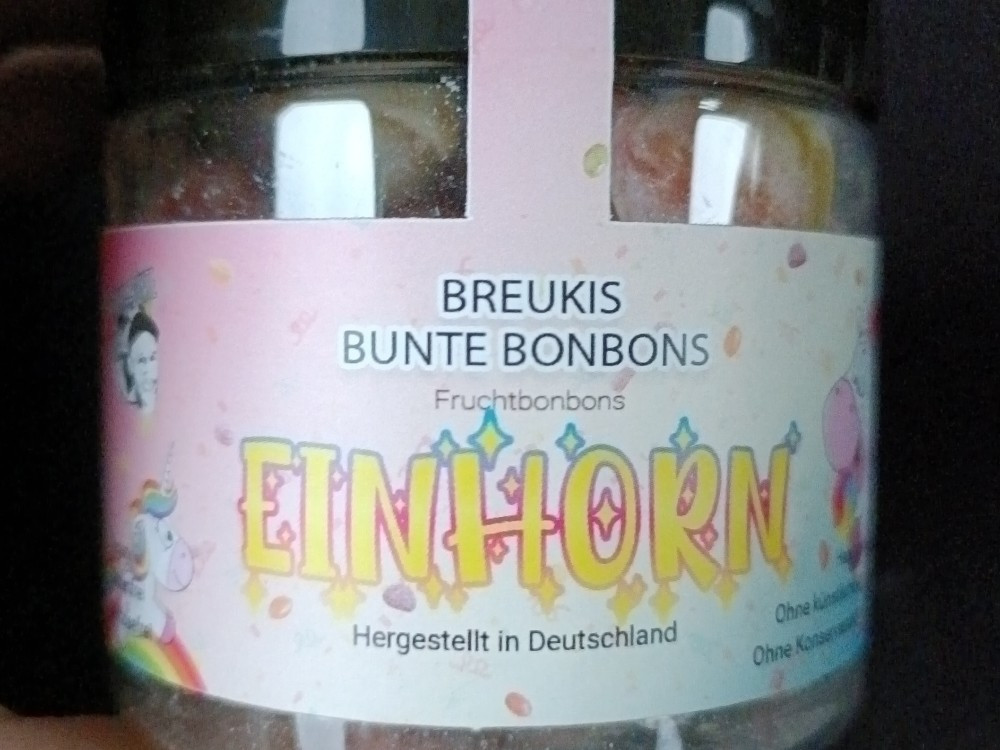 BREUKIS
BUNTE BONBONS
Fruchtbonbons
EINHORN
Hergestellt in Deutschland
Ohne
Ohne